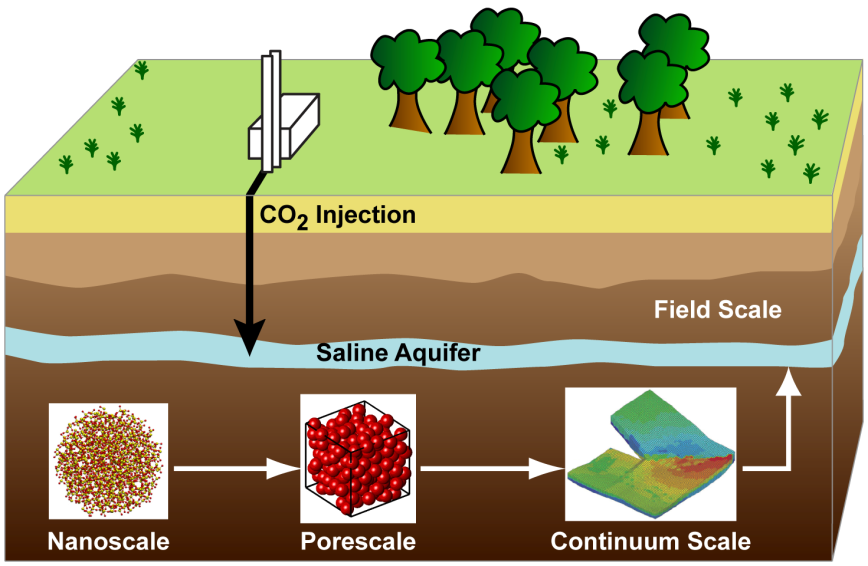 CO₂ Injection
Field Scale
Saline Aquifer
Nanoscale
Porescale
Continuum Scale